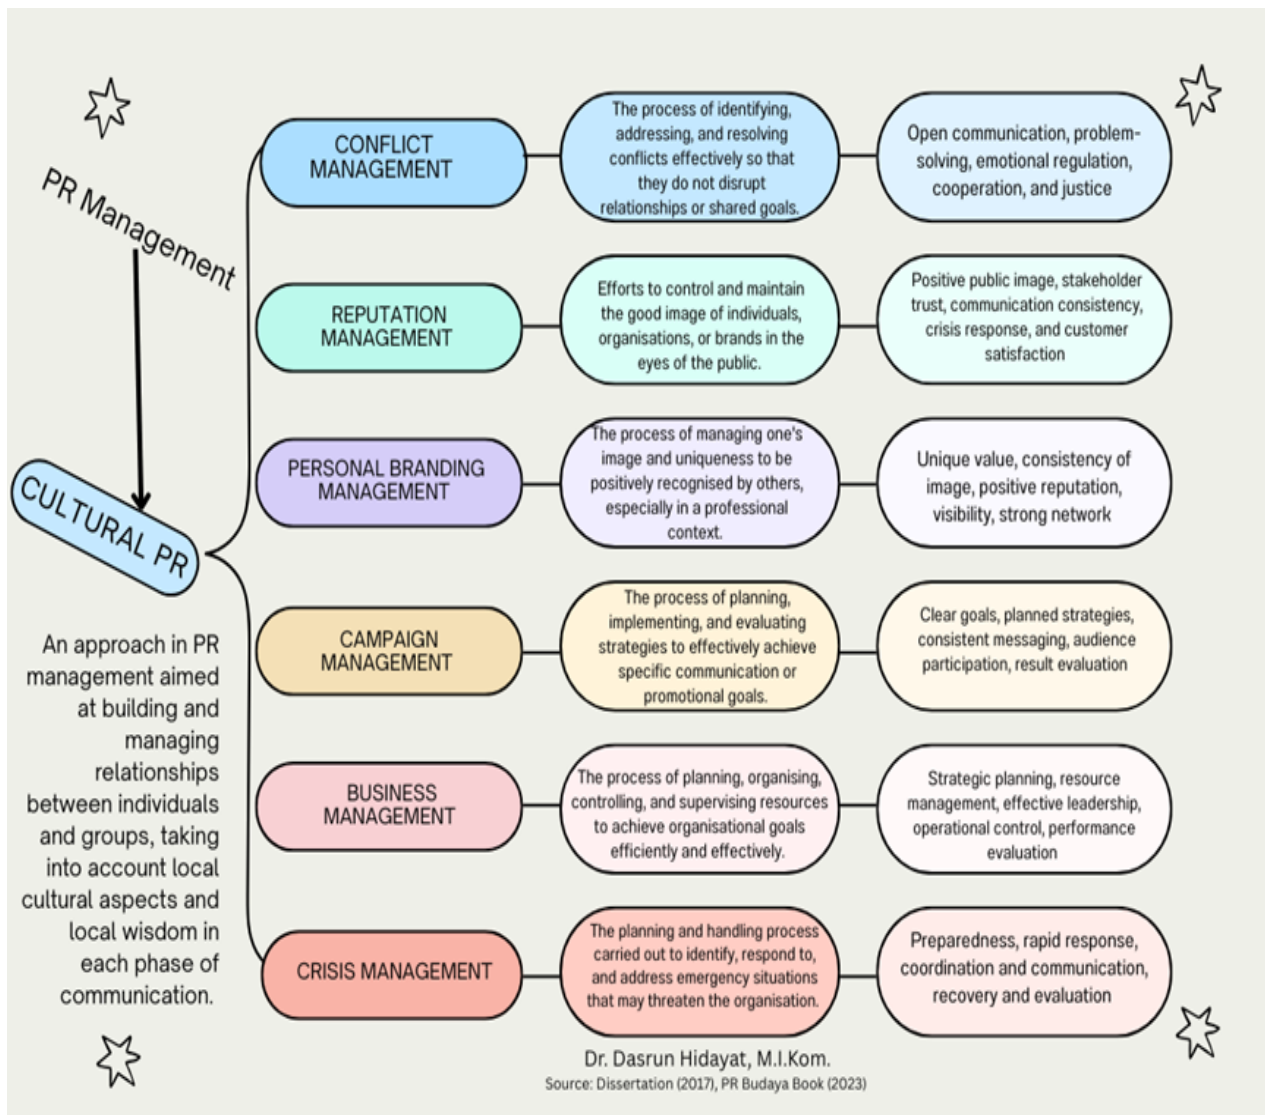 PR Management
CULTURAL PR
An approach in PR
management aimed
at building and
managing
relationships
between individuals
and groups, taking
into account local
cultural aspects and
local wisdom in
each phase of
communication.
CONFLICT
MANAGEMENT
The process of identifying,
addressing, and resolving
conflicts effectively so that
they do not disrupt
relationships or shared goals.
Open communication, problem-
solving, emotional regulation,
cooperation, and justice
REPUTATION
MANAGEMENT
Efforts to control and maintain
the good image of individuals,
organisations, or brands in the
eyes of the public.
Positive public image, stakeholder
trust, communication consistency,
crisis response, and customer
satisfaction
PERSONAL BRANDING
MANAGEMENT
The process of managing one's
image and uniqueness to be
positively recognised by others,
especially in a professional
context.
Unique value, consistency of
image, positive reputation,
visibility, strong network
CAMPAIGN
MANAGEMENT
The process of planning,
implementing, and evaluating
strategies to effectively achieve
specific communication or
promotional goals.
Clear goals, planned strategies,
consistent messaging, audience
participation, result evaluation
BUSINESS
MANAGEMENT
The process of planning, organising,
controlling, and supervising resources
to achieve organisational goals
efficiently and effectively.
Strategic planning, resource
management, effective leadership,
operational control, performance
evaluation
CRISIS MANAGEMENT
The planning and handling process
carried out to identify, respond to,
and address emergency situations
that may threaten the organisation.
Preparedness, rapid response,
coordination and communication,
recovery and evaluation
Dr. Dasrun Hidayat, M.I.Kom.
Source: Dissertation (2017), PR Budaya Book (2023)